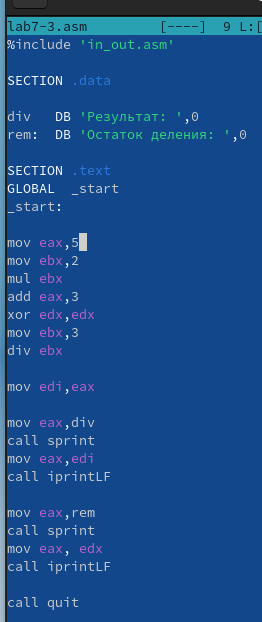 lab7-3.asm [----] 9 L:[
%include 'in_out.asm'
SECTION .data
div DB 'Результат: ',0
rem: DB 'Остаток деления: ',0
SECTION .text
GLOBAL _start
_start:
mov eax,5
mov ebx,2
mul ebx
add eax,3
xor edx,edx
mov ebx,3
div ebx
mov edi,eax
mov eax,div
call sprint
mov eax,edi
call iprintLF
mov eax,rem
call sprint
mov eax, edx
call iprintLF
call quit